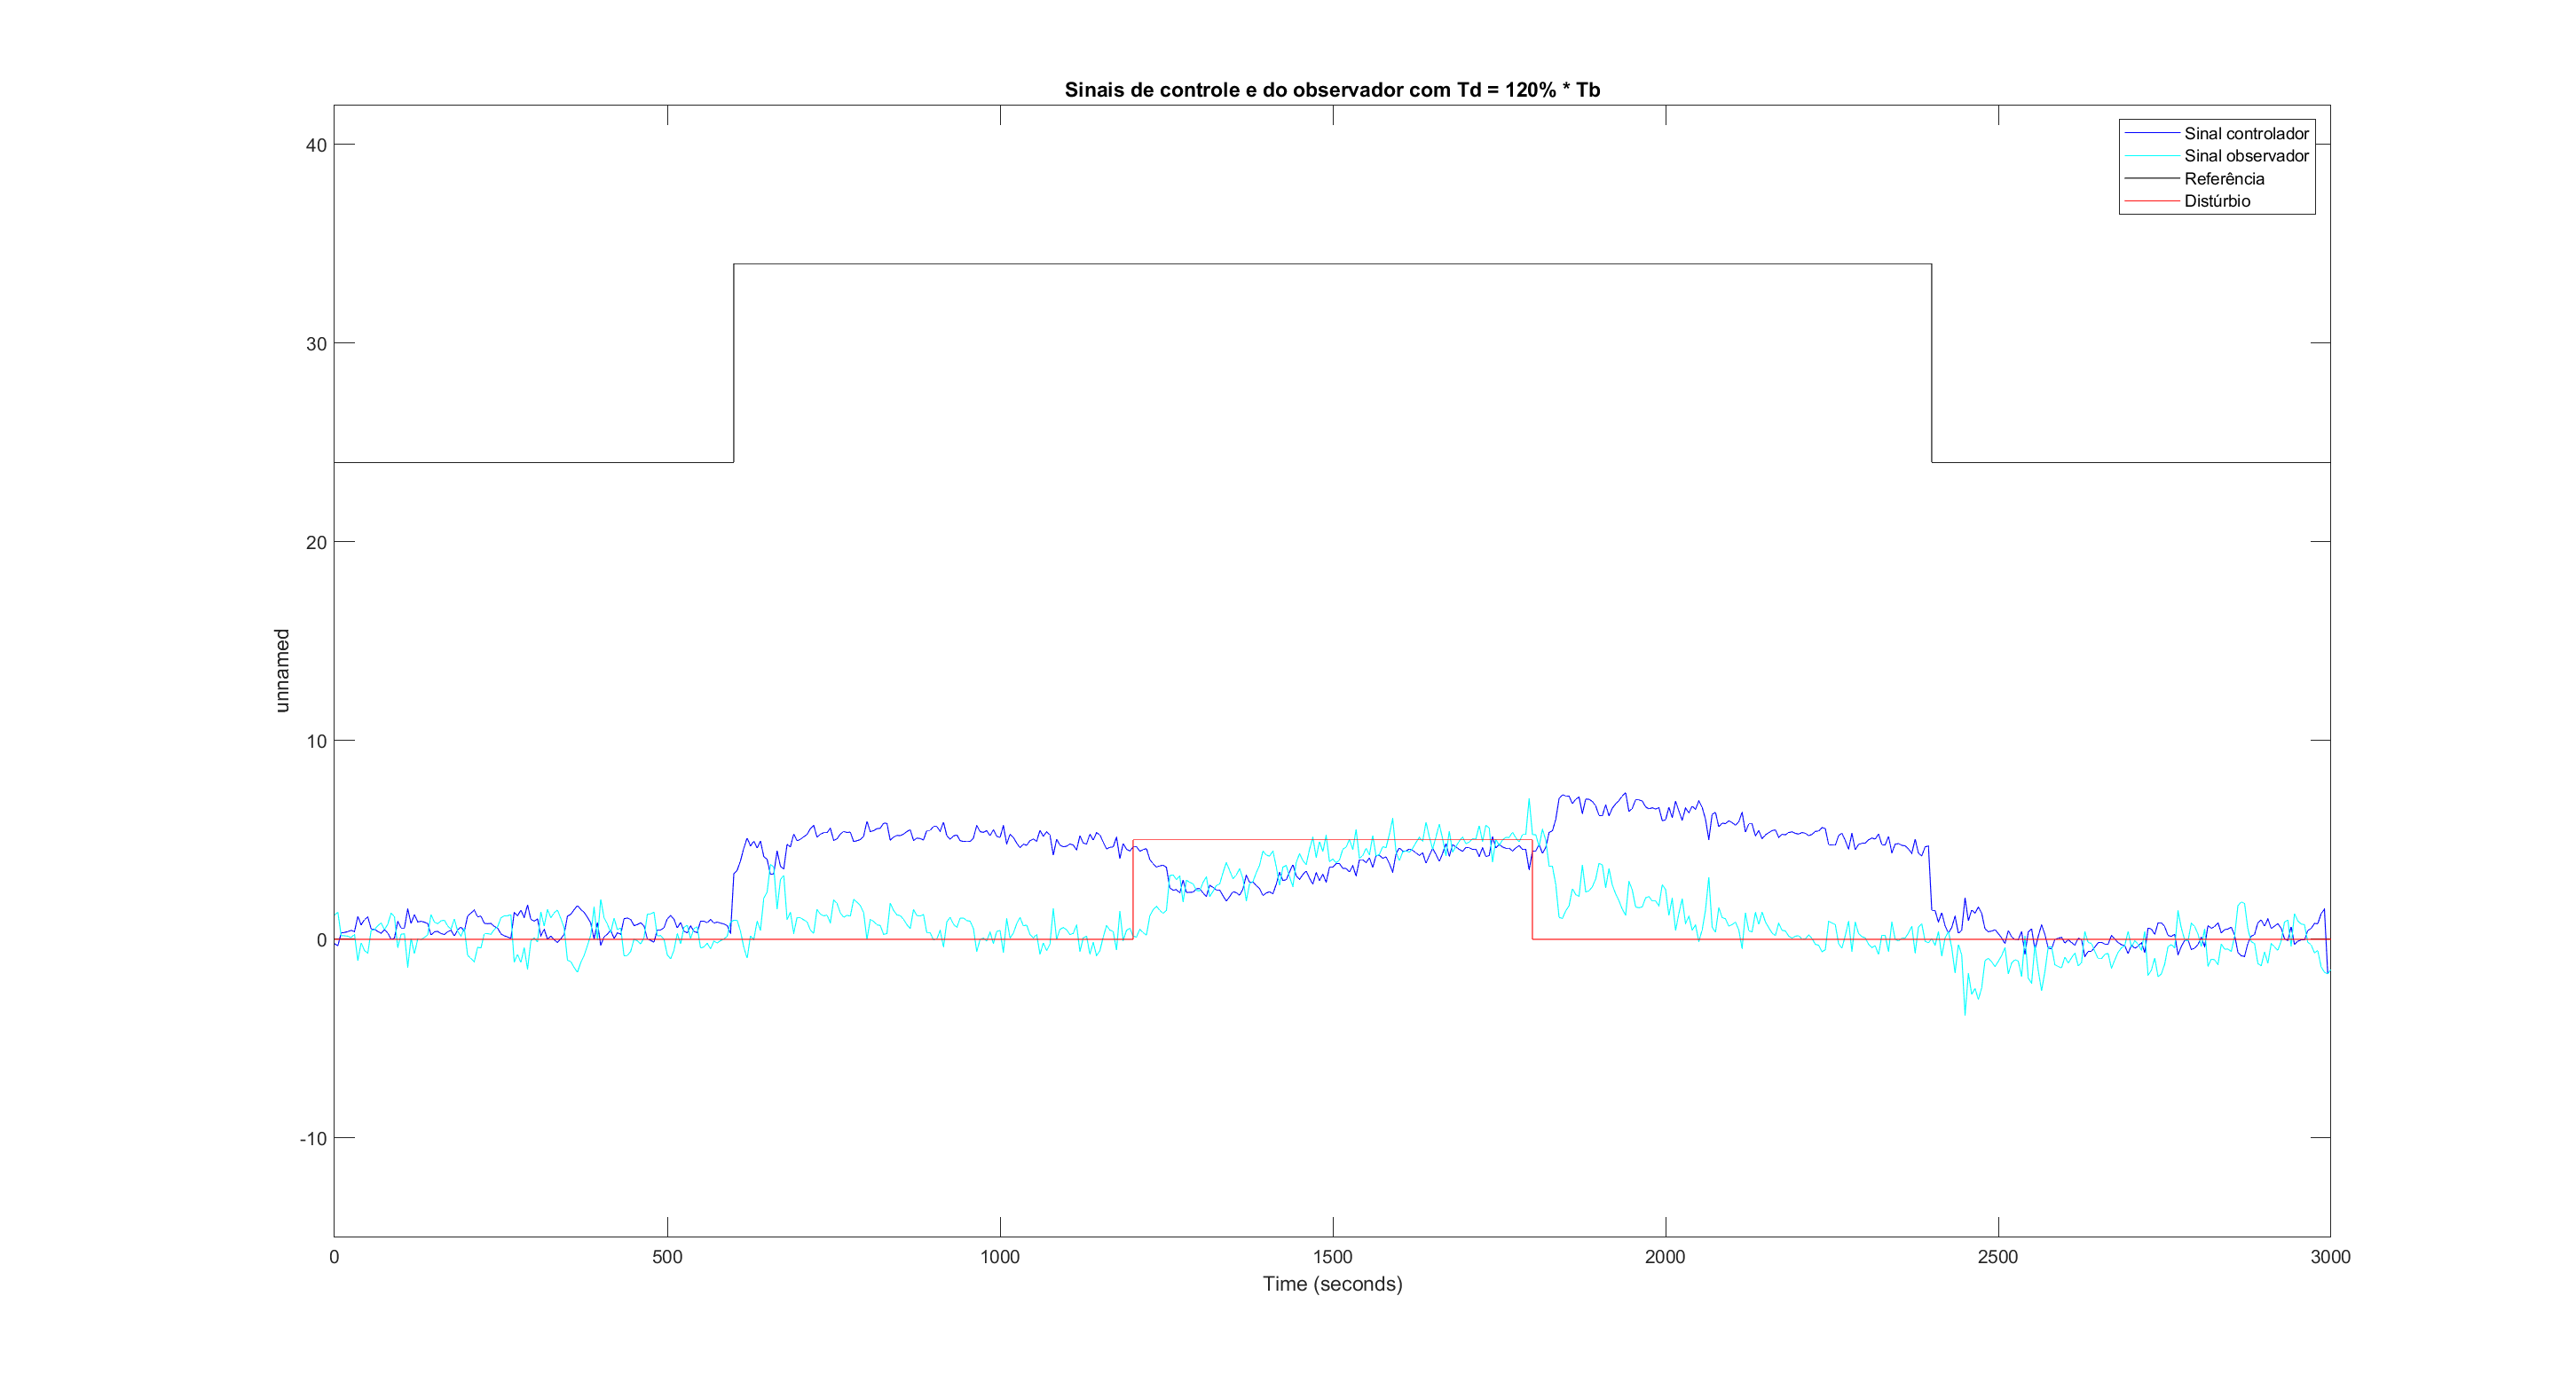 Sinais de controle e do observador com Td = 120% * Tb
Sinal controlador
Sinal observador
Referência
Distúrbio
40
30
20
10
0
-10
unnamed
0
500
1000
1500
2000
2500
3000
Time (seconds)